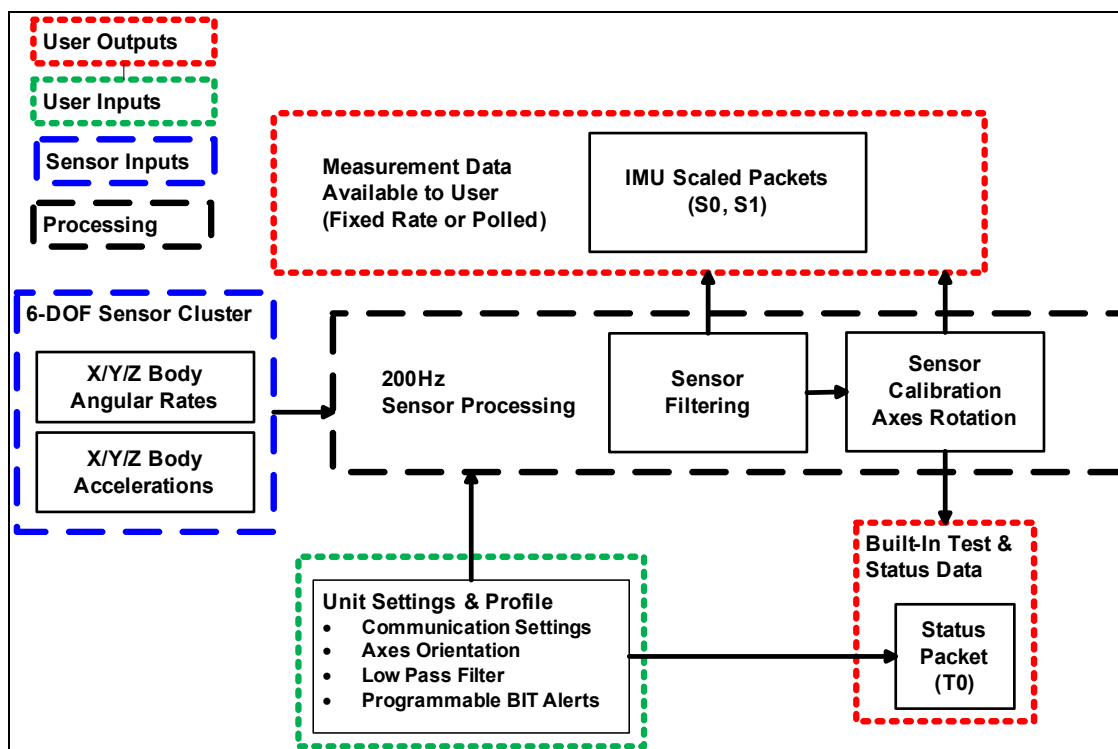 User Outputs
User Inputs
Sensor Inputs
Processing
Measurement Data
Available to User
(Fixed Rate or Polled)
IMU Scaled Packets
(S0, S1)
6-DOF Sensor Cluster
X/Y/Z Body
Angular Rates
X/Y/Z Body
Accelerations
200Hz
Sensor Processing
Sensor
Filtering
Sensor
Calibration
Axes Rotation
Built-In Test &
Status Data
Status
Packet
(T0)
Unit Settings & Profile
• Communication Settings
• Axes Orientation
• Low Pass Filter
• Programmable BIT Alerts